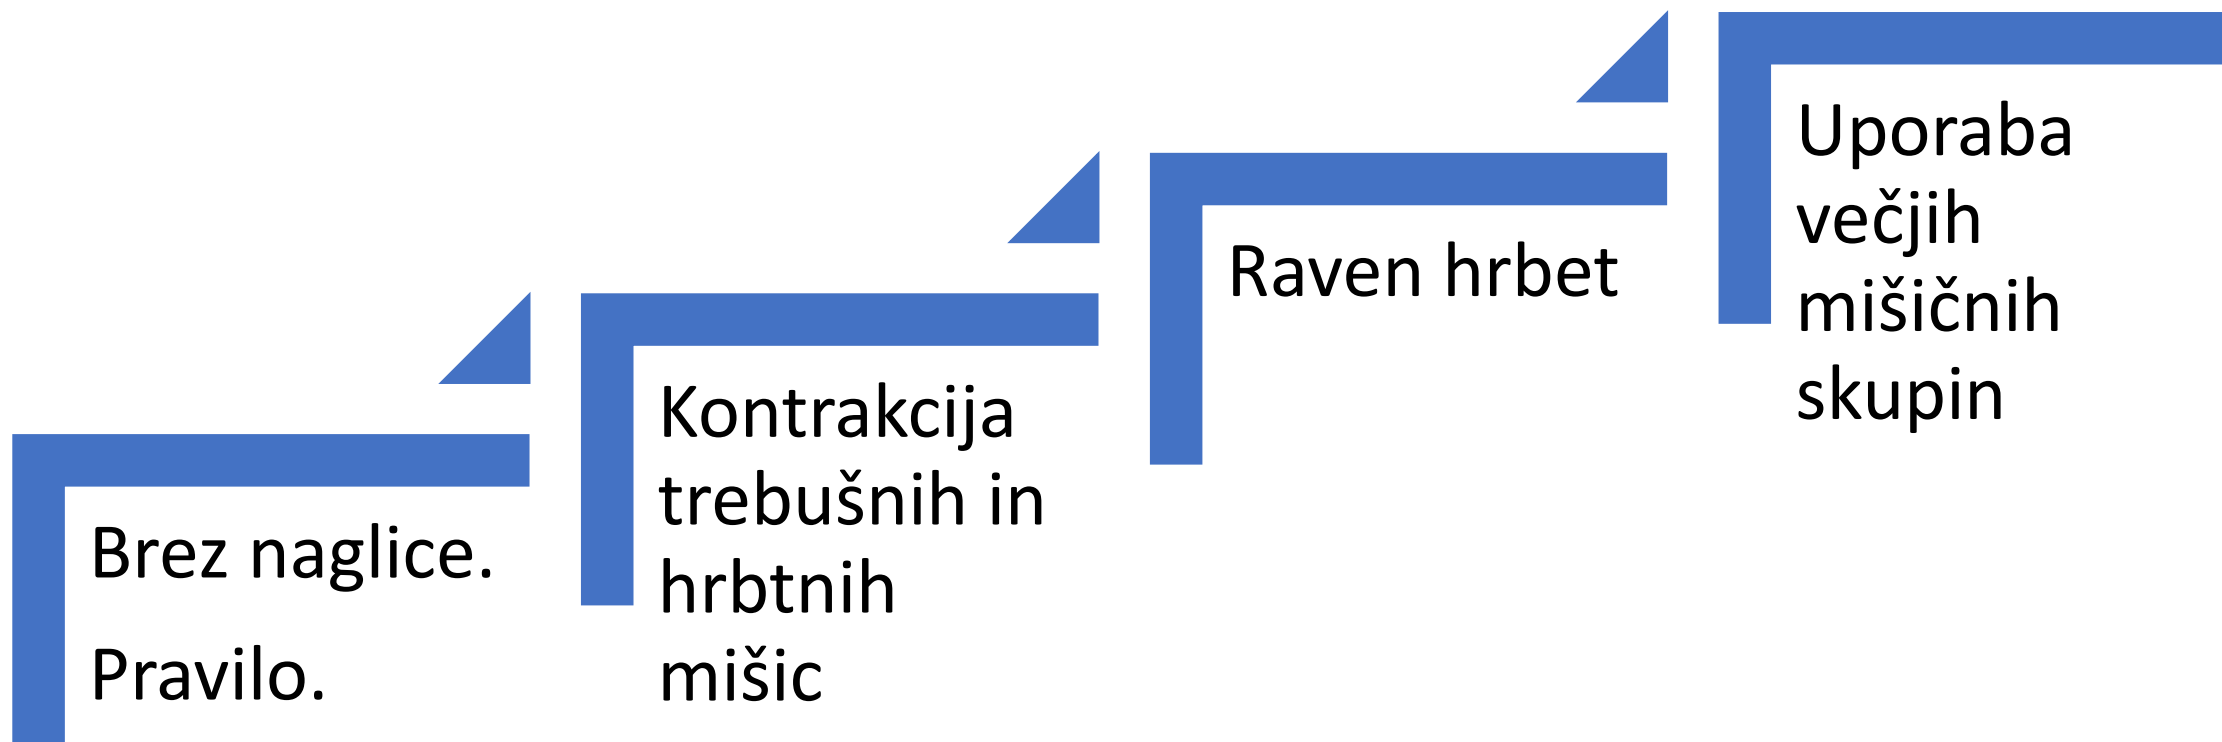 Brez naglice.
Pravilo.
Kontrakcija
trebušnih in
hrbtnih
mišic
Raven hrbet
Uporaba
večjih
mišičnih
skupin